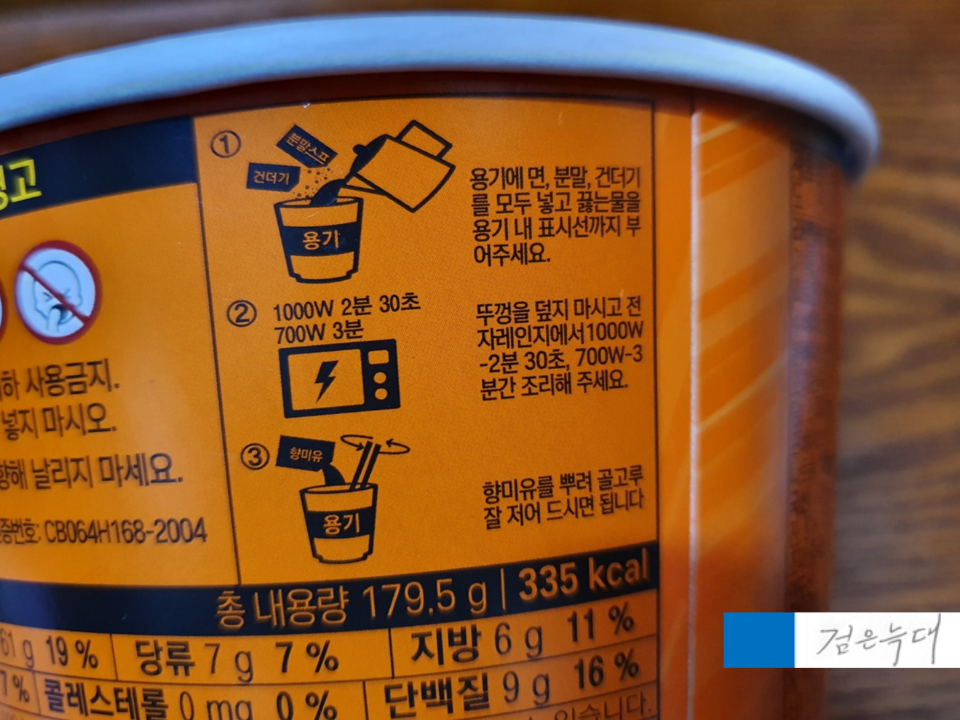 ① 분말스프
건더기
용기
용기에 면, 분말, 건더기
를 모두 넣고 끓는물을
용기 내 표시선까지 부
어주세요.
② 1000W 2분 30초
700W 3분
뚜껑을 덮지 마시고 전
자레인지에서1000W
-2분 30초, 700W-3
분간 조리해 주세요.
③ 향미유
용기
향미유를 뿌려 골고루
잘 저어 드시면 됩니다
사용금지.
넣지 마시오.
날리지 마세요.
CB064H168-2004
총 내용량 179.5 g | 335 kcal
19 % 당류 7 g 7 % 지방 6 g 11 %
7 % 콜레스테롤 0 mg 0 % 단백질 9 g 16 %
있습니다.
검은늑대